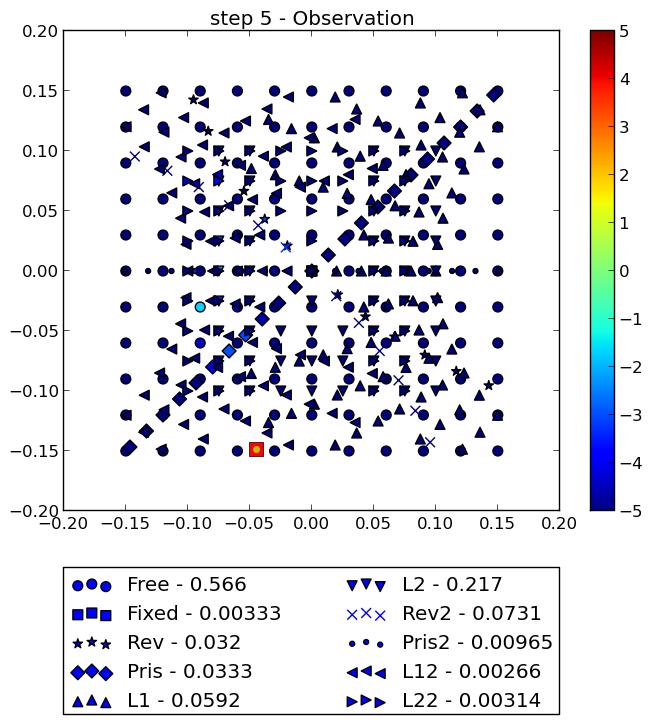 step 5 - Observation
0.20
0.15
0.10
0.05
0.00
−0.05
−0.10
−0.15
−0.20
−0.20 −0.15 −0.10 −0.05 0.00 0.05 0.10 0.15 0.20
5
4
3
2
1
0
−1
−2
−3
−4
−5
Free - 0.566
Fixed - 0.00333
Rev - 0.032
Pris - 0.0333
L1 - 0.0592
L2 - 0.217
Rev2 - 0.0731
Pris2 - 0.00965
L12 - 0.00266
L22 - 0.00314